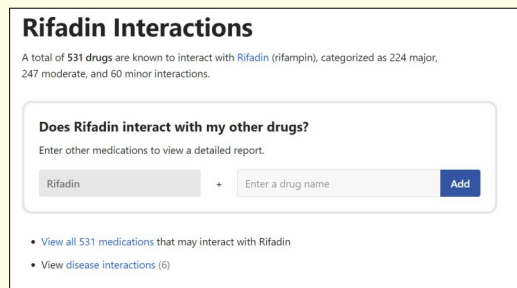 Rifadin Interactions
A total of 531 drugs are known to interact with Rifadin (rifampin), categorized as 224 major,
247 moderate, and 60 minor interactions.
Does Rifadin interact with my other drugs?
Enter other medications to view a detailed report.
Rifadin + Enter a drug name Add
• View all 531 medications that may interact with Rifadin
• View disease interactions (6)